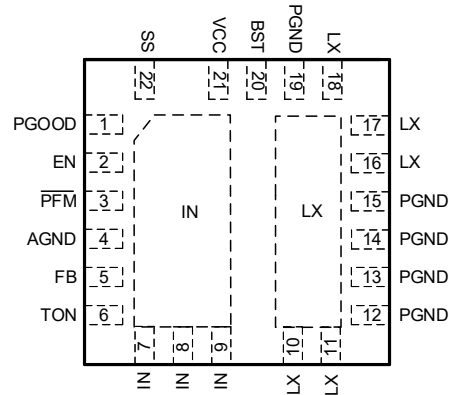 SS
VCC
BST
PGND
LX
22
21
20
19
18
PGOOD 1
EN 2
PFM 3
AGND 4
FB 5
TON 6
IN
LX
17 LX
16 LX
15 PGND
14 PGND
13 PGND
12 PGND
7
8
9
10
11
IN
IN
IN
LX
LX